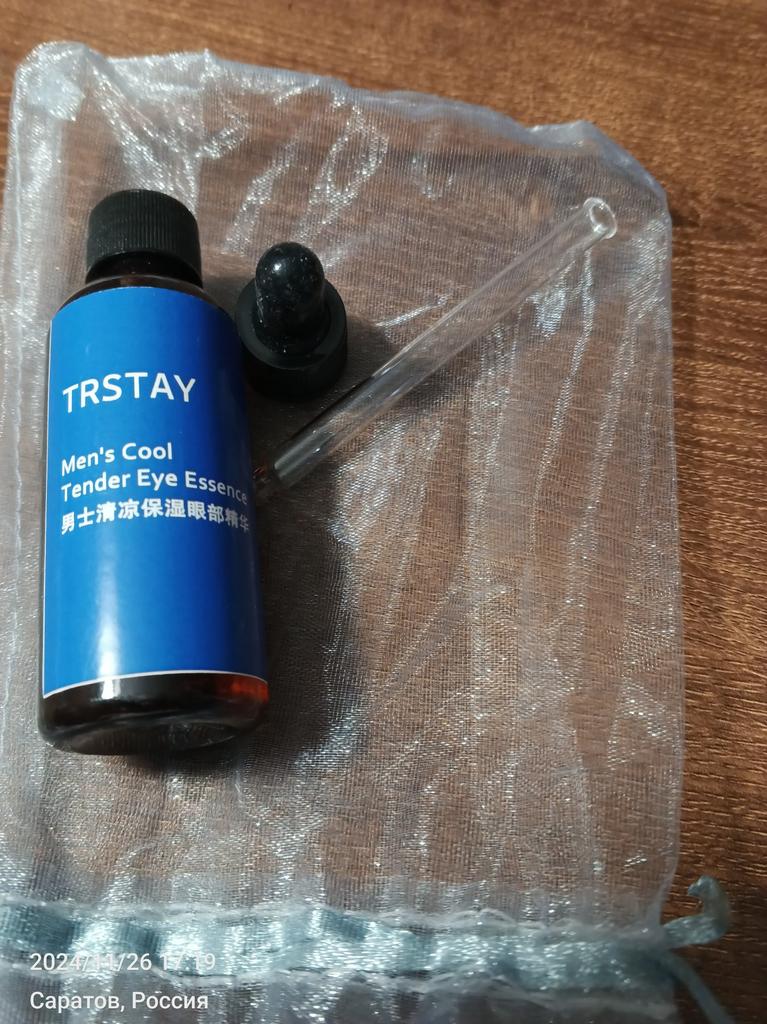 TRSTAY
Men's Cool
Tender Eye Essence
男士清凉保湿眼部精华
2024/11/26 17:19
Саратов, Россия